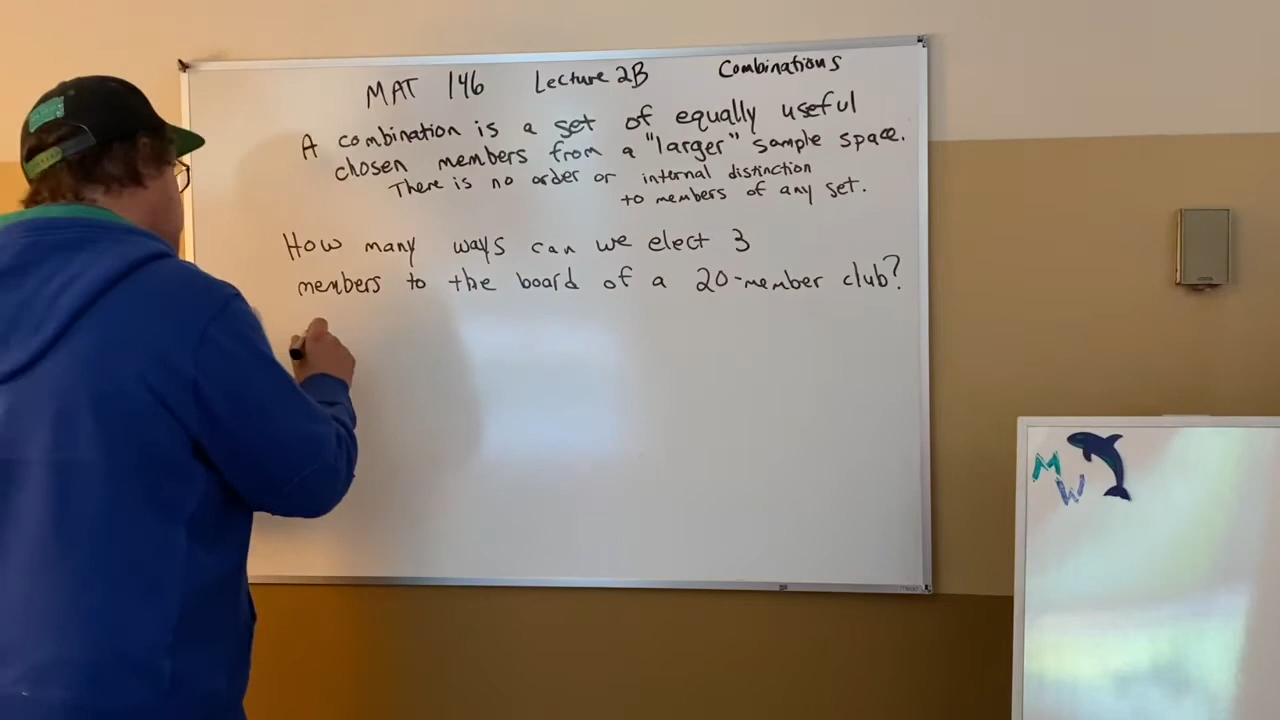 MAT 146 Lecture 2B Combinations
A combination is a set of equally useful
chosen members from a "larger" sample space.
There is no order or internal distinction
to members of any set.
How many ways can we elect 3
members to the board of a 20-member club?
M
W